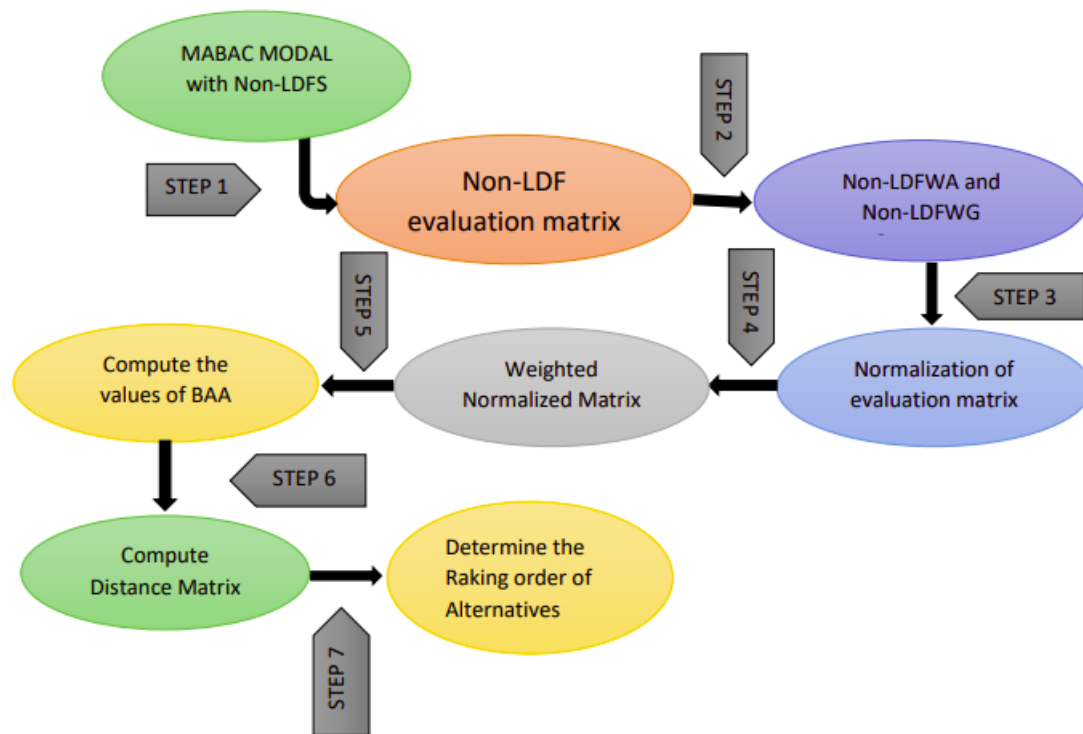 MABAC MODAL
with Non-LDFS
STEP 1
Non-LDF
evaluation matrix
STEP 2
Non-LDFWA and
Non-LDFWG
STEP 3
Normalization of
evaluation matrix
STEP 4
Weighted
Normalized Matrix
STEP 5
Compute the
values of BAA
STEP 6
Compute
Distance Matrix
STEP 7
Determine the
Raking order of
Alternatives